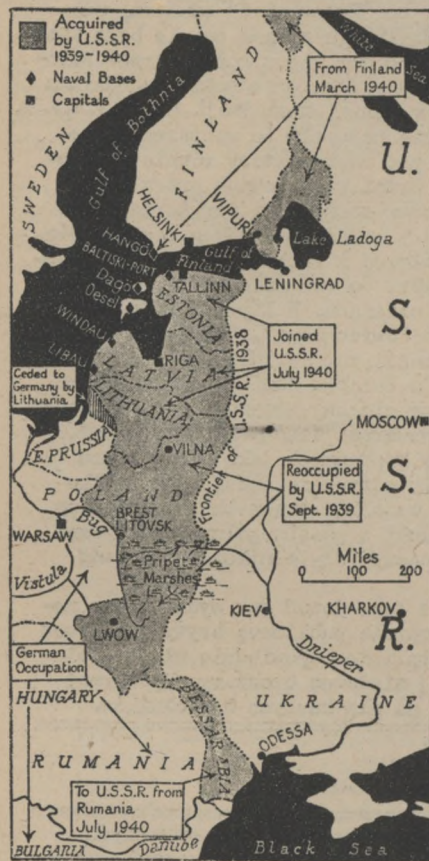 Acquired
by U.S.S.R.
1939-1940
Naval Bases
Capitals
White Sea
From Finland
March 1940
Gulf of Bothnia
FINLAND
SWEDEN
U.
HELSINKI
VIIPURI
HANGÖ
BALTISKI-PORT
Gulf of
Finland
Lake Ladoga
Dagö
Oesel
TALLINN
LENINGRAD
ESTONIA
WINDAU
S.
Joined
U.S.S.R.
July 1940
LIBAU
RIGA
LATVIA
Frontier of U.S.S.R. 1938
Ceded to
Germany by
Lithuania
LITHUANIA
MOSCOW
E. PRUSSIA
VILNA
Reoccupied
by U.S.S.R.
Sept. 1939
S.
POLAND
BREST
LITOVSK
Bug
WARSAW
Pripet
Marshes
Miles
0 100 200
Vistula
KIEV
KHARKOV
LWOW
R.
Dnieper
German
Occupation
HUNGARY
UKRAINE
BESSARABIA
ODESSA
RUMANIA
To U.S.S.R. from
Rumania
July 1940
BULGARIA
Danube
Black Sea